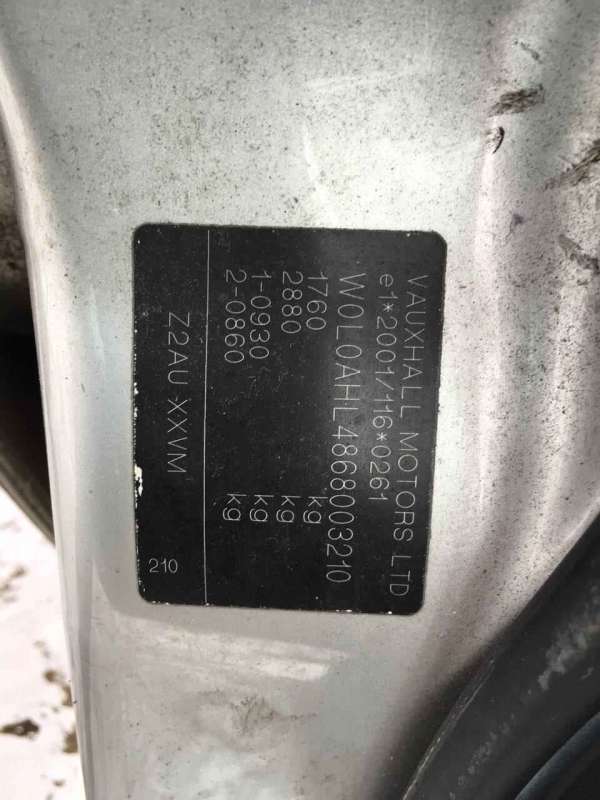 VAUXHALL MOTORS LTD
e1*2001/116*0261
W0L0AHL4868003210
1760 kg
2880 kg
1-0930 kg
2-0860 kg
Z2AU XXVM
210